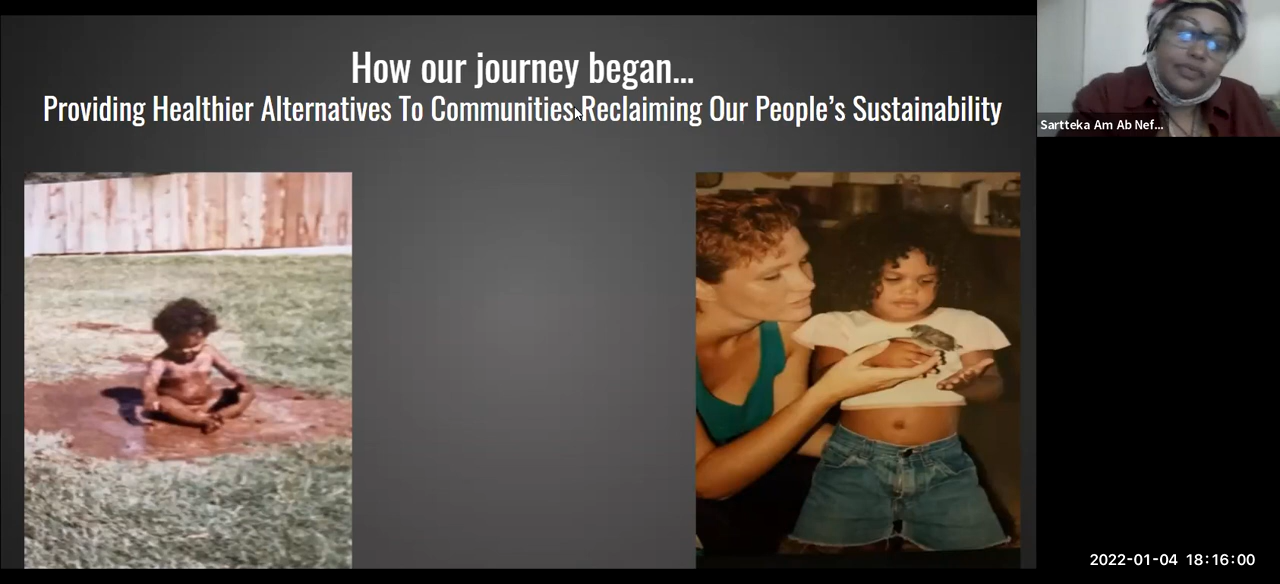 How our journey began...
Providing Healthier Alternatives To Communities Reclaiming Our People's Sustainability
Sartteka Am Ab Nef...
2022-01-04 18:16:00